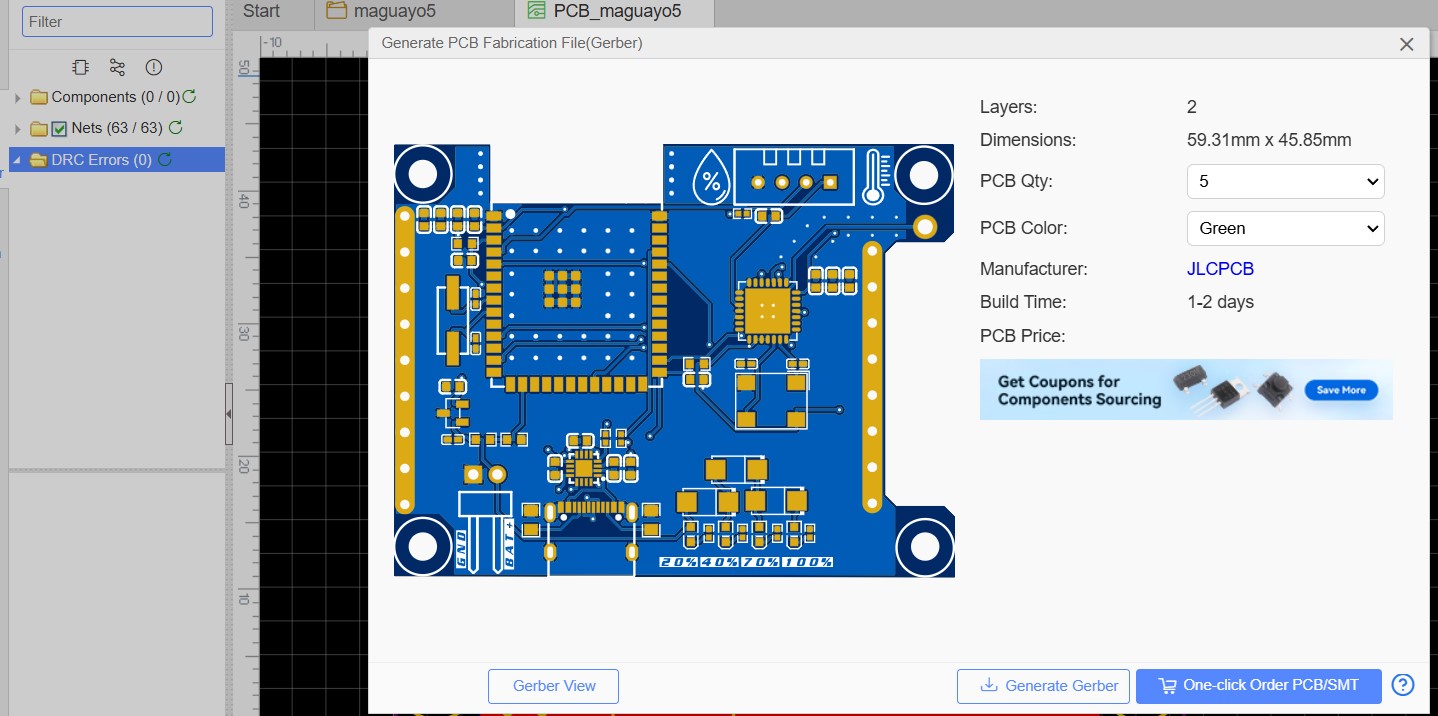 Start
maguayo5
PCB_maguayo5
Filter
Components (0 / 0)
Nets (63 / 63)
DRC Errors (0)
-10
50
40
30
20
10
Generate PCB Fabrication File(Gerber)
Layers: 2
Dimensions: 59.31mm x 45.85mm
PCB Qty: 5
PCB Color: Green
Manufacturer: JLCPCB
Build Time: 1-2 days
PCB Price:
Get Coupons for
Components Sourcing
Save More
%
GND
BAT+
20% 40% 70% 100%
Gerber View
Generate Gerber
One-click Order PCB/SMT
?